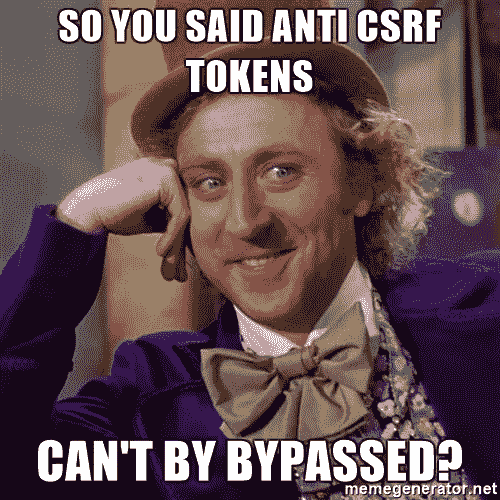 SO YOU SAID ANTI CSRF
TOKENS
CAN'T BY BYPASSED?
memegenerator.net